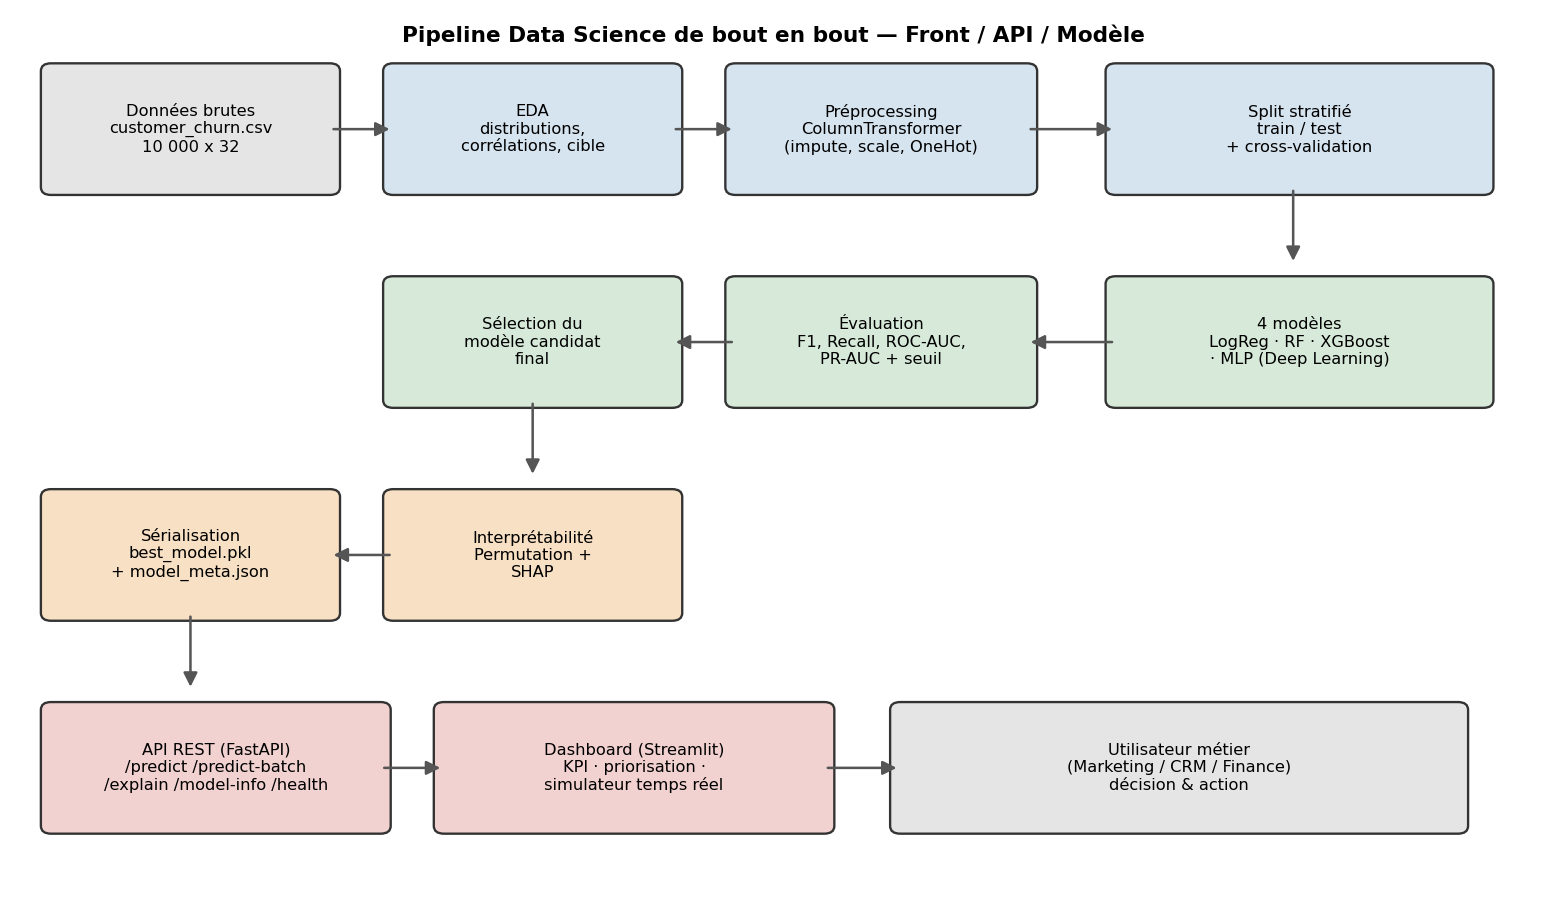 Pipeline Data Science de bout en bout — Front / API / Modèle
Données brutes
customer_churn.csv
10 000 x 32
EDA
distributions,
corrélations, cible
Préprocessing
ColumnTransformer
(impute, scale, OneHot)
Split stratifié
train / test
+ cross-validation
Sélection du
modèle candidat
final
Évaluation
F1, Recall, ROC-AUC,
PR-AUC + seuil
4 modèles
LogReg · RF · XGBoost
· MLP (Deep Learning)
Sérialisation
best_model.pkl
+ model_meta.json
Interprétabilité
Permutation +
SHAP
API REST (FastAPI)
/predict /predict-batch
/explain /model-info /health
Dashboard (Streamlit)
KPI · priorisation ·
simulateur temps réel
Utilisateur métier
(Marketing / CRM / Finance)
décision & action